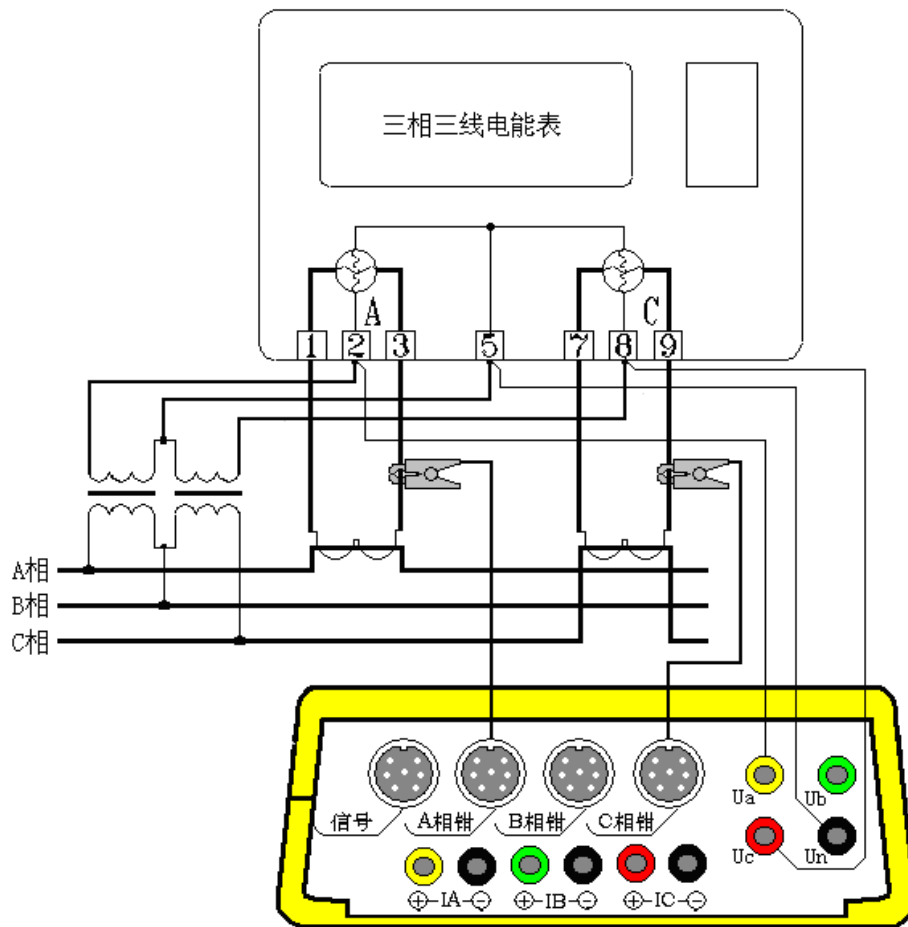 三相三线电能表
A C
1 2 3 5 7 8 9
A相
B相
C相
信号 A相钳 B相钳 C相钳
Ua Ub
Uc Un
⊕-IA-⊖ ⊕-IB-⊖ ⊕-IC-⊖